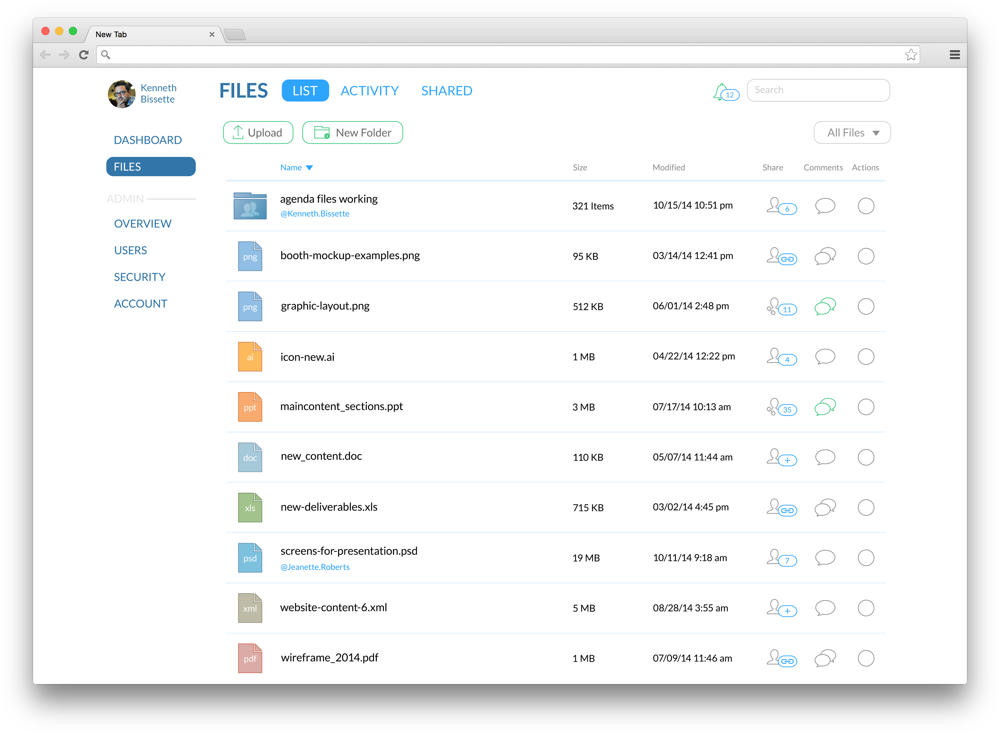 New Tab
Kenneth
Bissette
FILES LIST ACTIVITY SHARED
12
Search
DASHBOARD
FILES
ADMIN
OVERVIEW
USERS
SECURITY
ACCOUNT
Upload
New Folder
All Files
Name Size Modified Share Comments Actions
agenda files working
@Kenneth.Bissette
321 Items 10/15/14 10:51 pm 6
png booth-mockup-examples.png 95 KB 03/14/14 12:41 pm
png graphic-layout.png 512 KB 06/01/14 2:48 pm 11
ai icon-new.ai 1 MB 04/22/14 12:22 pm 4
ppt maincontent_sections.ppt 3 MB 07/17/14 10:13 am 35
doc new_content.doc 110 KB 05/07/14 11:44 am +
xls new-deliverables.xls 715 KB 03/02/14 4:45 pm
psd screens-for-presentation.psd
@Jeanette.Roberts
19 MB 10/11/14 9:18 am 7
xml website-content-6.xml 5 MB 08/28/14 3:55 am +
pdf wireframe_2014.pdf 1 MB 07/09/14 11:46 am